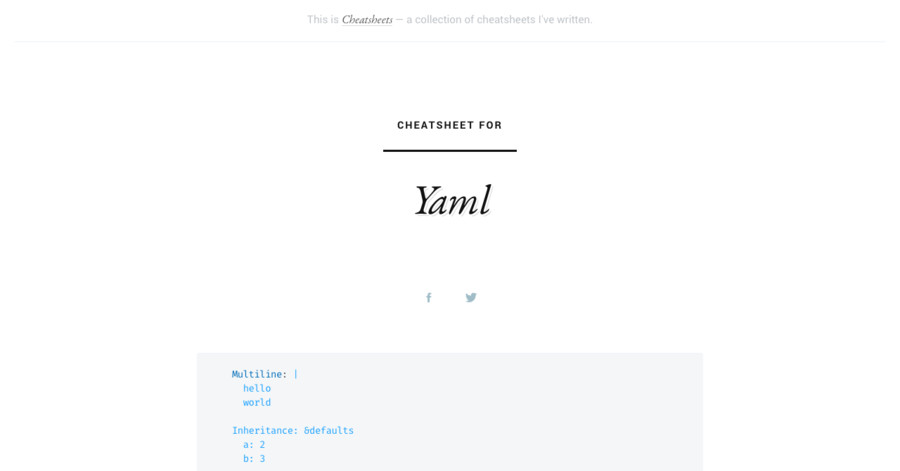 This is Cheatsheets — a collection of cheatsheets I've written.
CHEATSHEET FOR
Yaml
Multiline: |
  hello
  world
Inheritance: &defaults
  a: 2
  b: 3